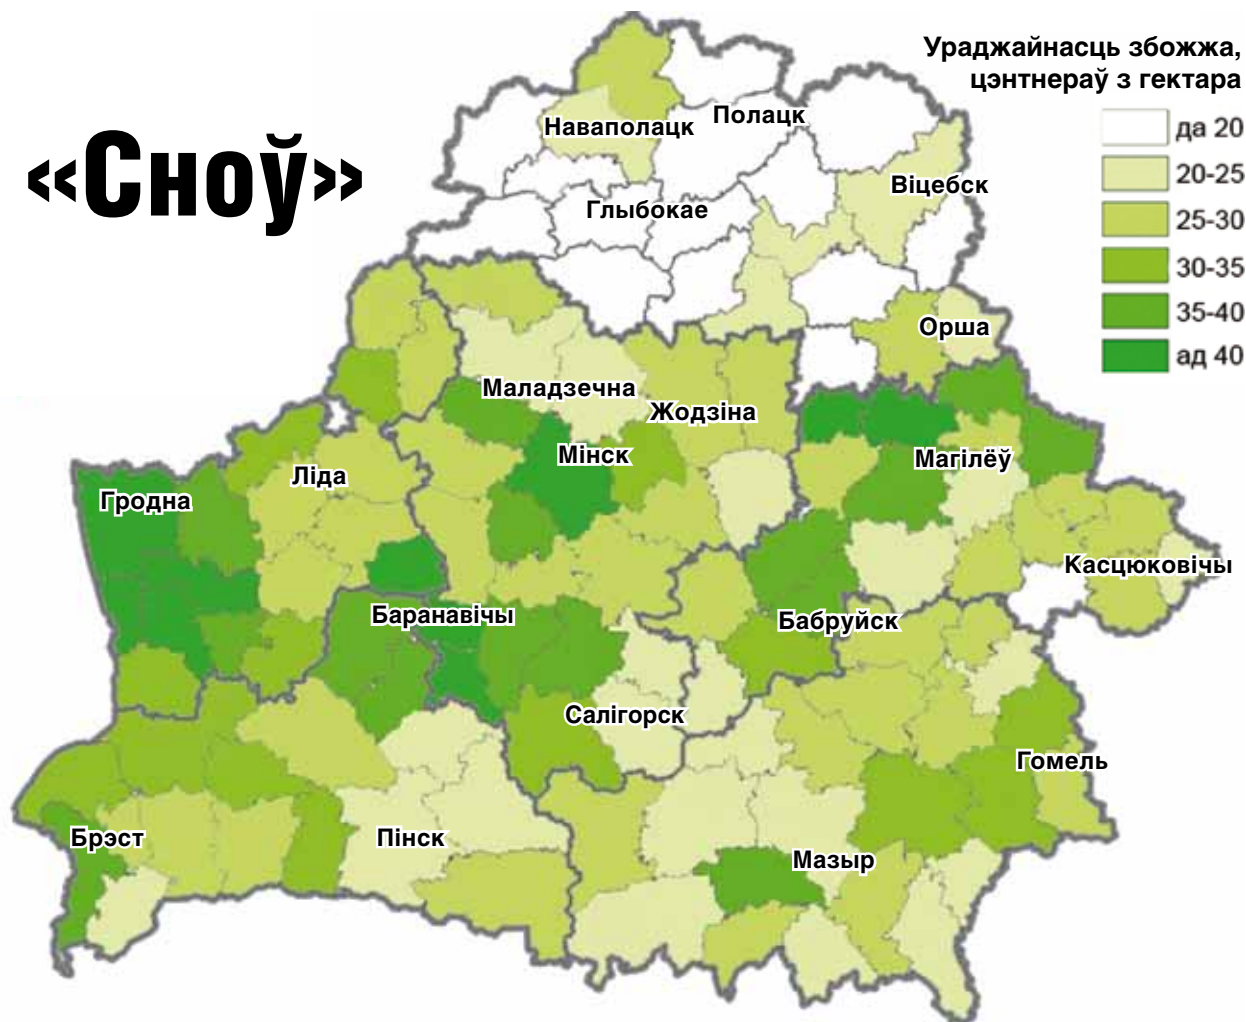 Ураджайнасць збожжа,
цэнтнераў з гектара
да 20
20-25
25-30
30-35
35-40
ад 40
«Сноў»
Полацк
Наваполацк
Віцебск
Глыбокае
Орша
Маладзечна
Жодзіна
Мінск
Магілёў
Ліда
Гродна
Касцюковічы
Баранавічы
Бабруйск
Салігорск
Гомель
Брэст
Пінск
Мазыр